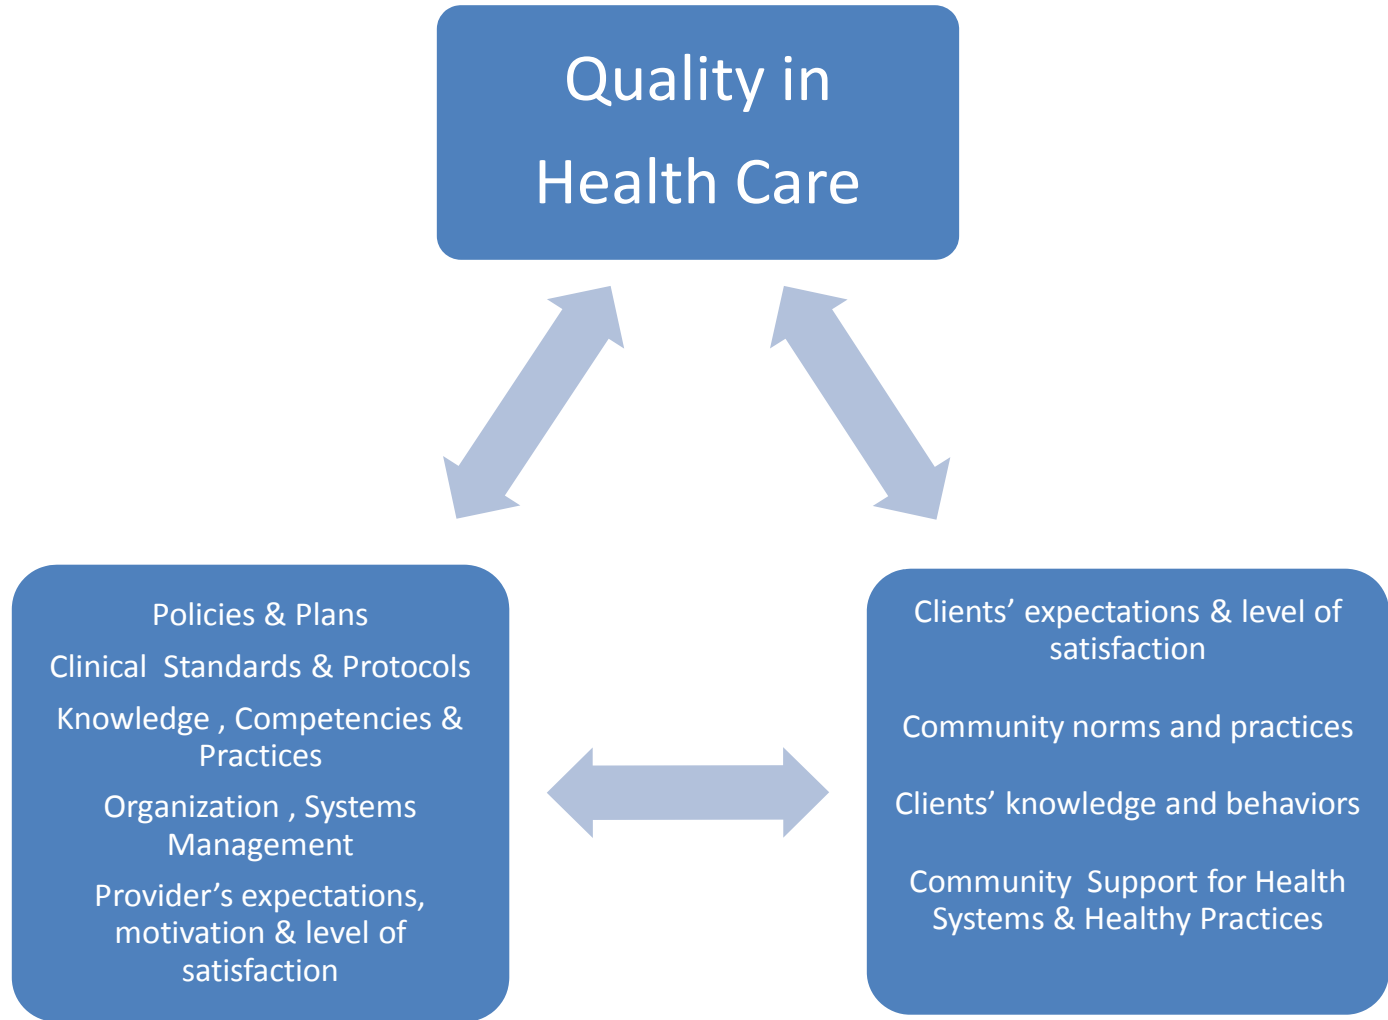 Quality in
Health Care
Policies & Plans
Clinical  Standards & Protocols
Knowledge , Competencies &
Practices
Organization , Systems
Management
Provider’s expectations,
motivation & level of
satisfaction
Clients’ expectations & level of
satisfaction
Community norms and practices
Clients’ knowledge and behaviors
Community  Support for Health
Systems & Healthy Practices